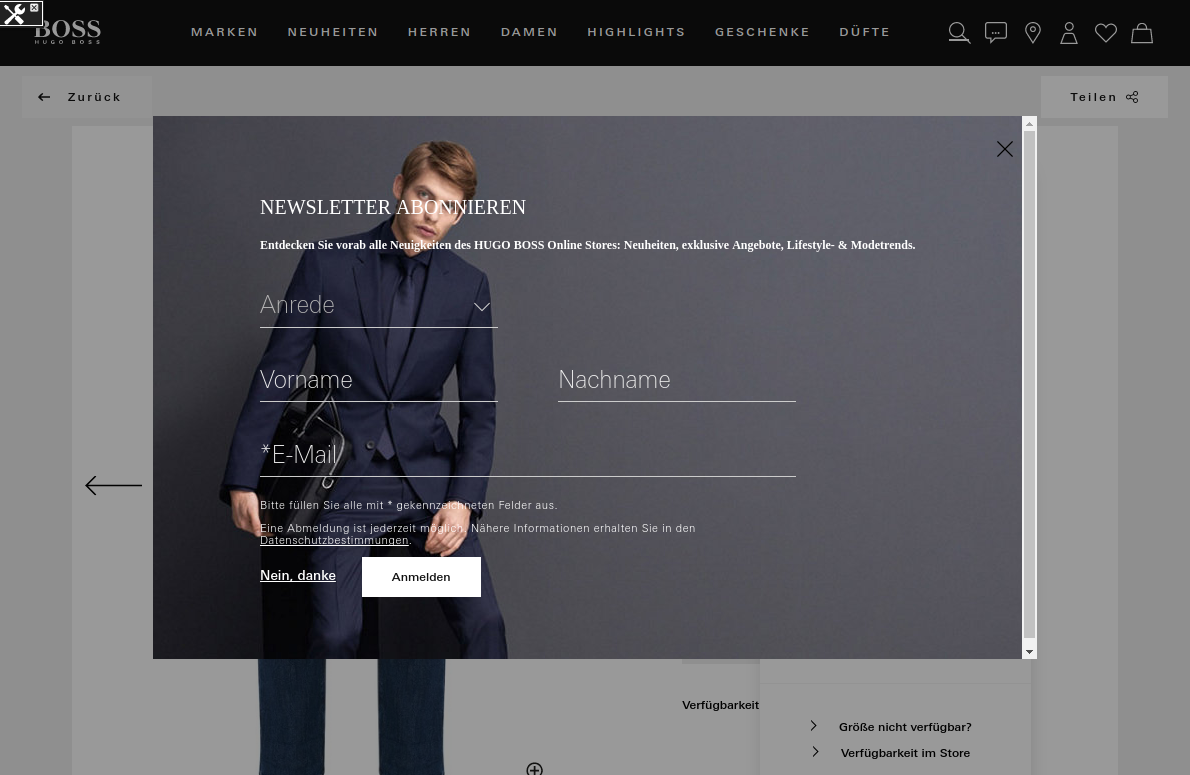 BOSS
HUGO BOSS
MARKEN NEUHEITEN HERREN DAMEN HIGHLIGHTS GESCHENKE DÜFTE
Zurück
Teilen
NEWSLETTER ABONNIEREN
Entdecken Sie vorab alle Neuigkeiten des HUGO BOSS Online Stores: Neuheiten, exklusive Angebote, Lifestyle- & Modetrends.
Anrede
Vorname Nachname
*E-Mail
Bitte füllen Sie alle mit * gekennzeichneten Felder aus.
Eine Abmeldung ist jederzeit möglich. Nähere Informationen erhalten Sie in den
Datenschutzbestimmungen.
Nein, danke Anmelden
Verfügbarkeit
Größe nicht verfügbar?
Verfügbarkeit im Store